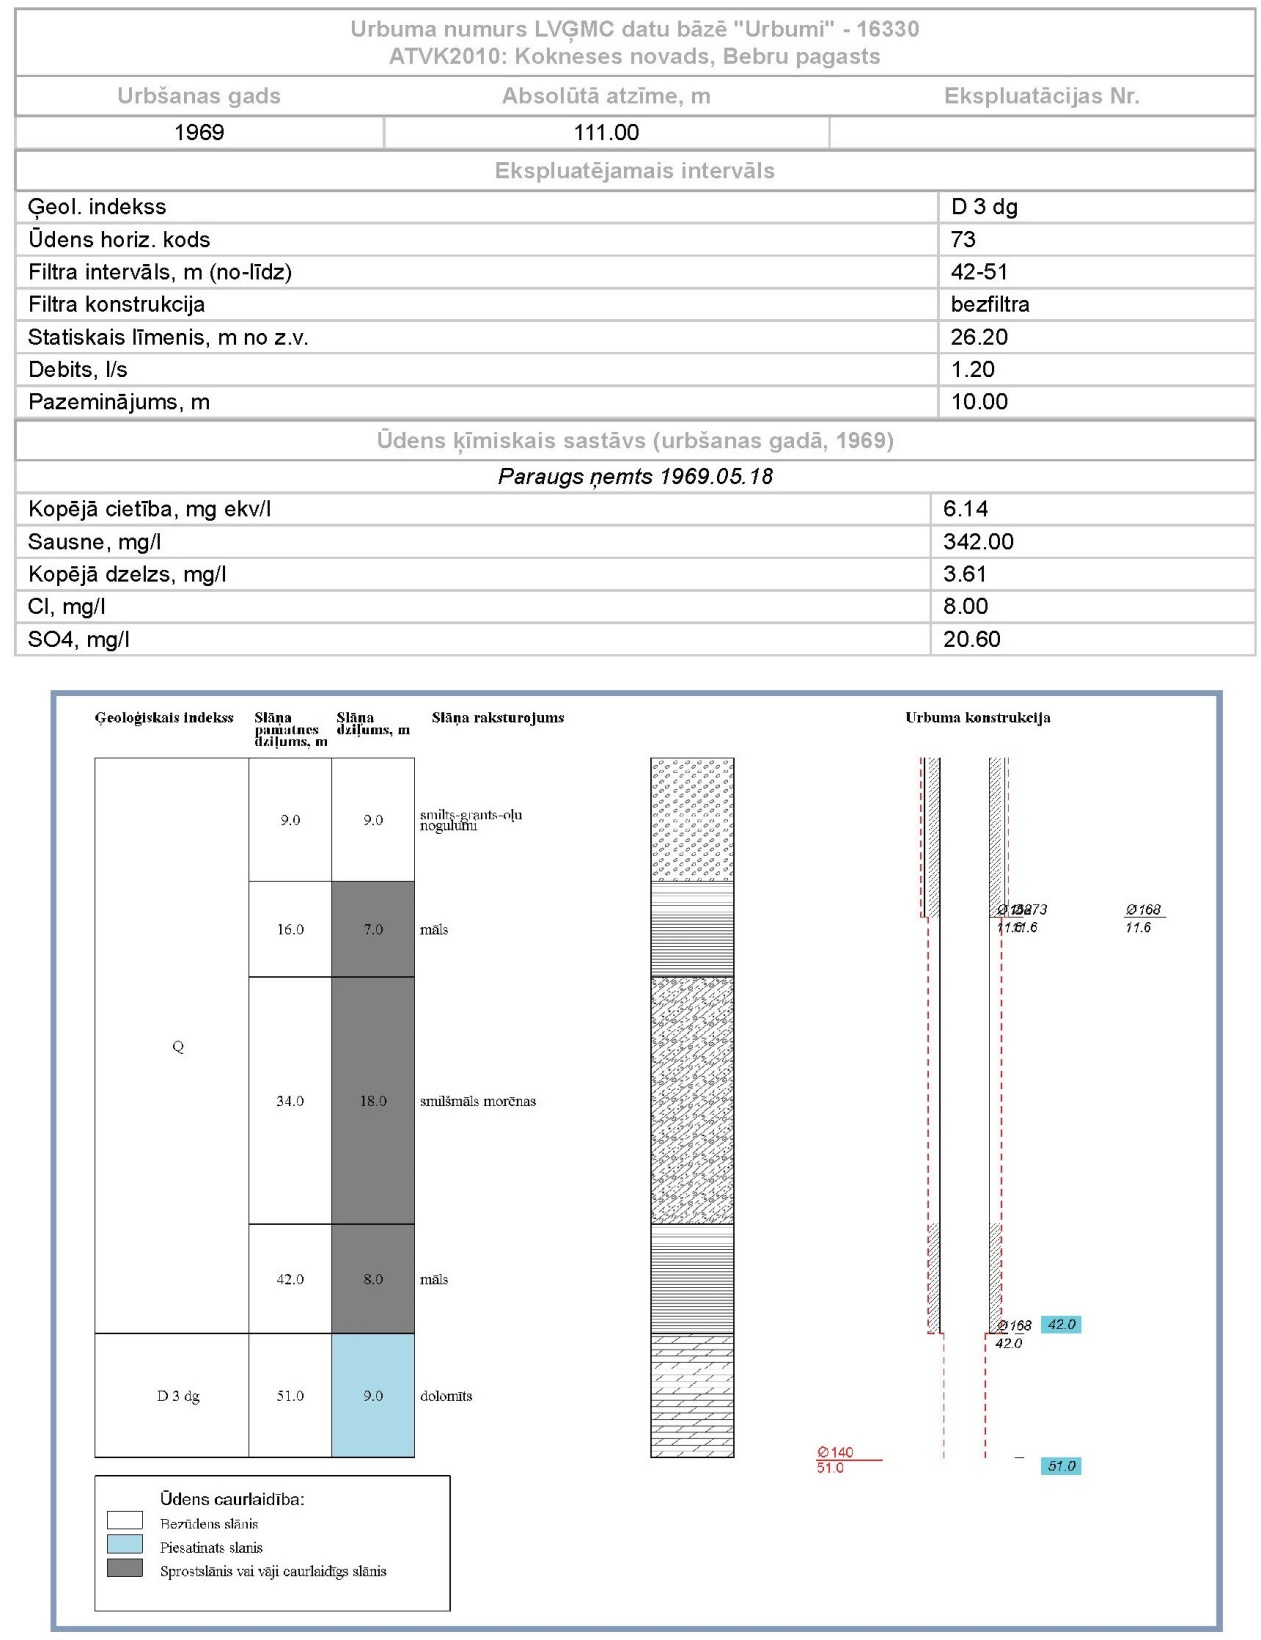 Urbuma numurs LVĢMC datu bāzē "Urbumi" - 16330
ATVK2010: Kokneses novads, Bebru pagasts
Urbšanas gads Absolūtā atzīme, m Ekspluatācijas Nr.
1969 111.00
Ekspluatējamais intervāls
Ģeol. indekss D 3 dg
Ūdens horiz. kods 73
Filtra intervāls, m (no-līdz) 42-51
Filtra konstrukcija bezfiltra
Statiskais līmenis, m no z.v. 26.20
Debits, l/s 1.20
Pazeminājums, m 10.00
Ūdens ķīmiskais sastāvs (urbšanas gadā, 1969)
Paraugs ņemts 1969.05.18
Kopējā cietība, mg ekv/l 6.14
Sausne, mg/l 342.00
Kopējā dzelzs, mg/l 3.61
Cl, mg/l 8.00
SO4, mg/l 20.60
Ģeoloģiskais indekss Slāņa Slāņa Slāņa raksturojums Urbuma konstrukcija
pamatnes dziļums, m
dziļums, m
9.0 9.0 smilts-grants-oļu
nogulumi
Ø168
11.6 11.6
16.0 7.0 māls
Q
34.0 18.0 smilšmāls morēnas
42.0 8.0 māls
42.0
42.0
D 3 dg 51.0 9.0 dolomīts
Ø140
51.0 51.0
Ūdens caurlaidība:
Bezūdens slānis
Piesatinats slanis
Sprostslānis vai vāji caurlaidīgs slānis